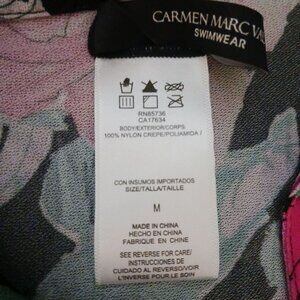 CARMEN MARC VA
SWIMWEAR
RN85736
CA17634
BODY/EXTERIOR/CORPS
100% NYLON CREPE/POLIAMIDA /
CON INSUMOS IMPORTADOS
SIZE/TALLA/TAILLE
M
MADE IN CHINA
HECHO EN CHINA
FABRIQUE EN CHINE
SEE REVERSE FOR CARE/
INSTRUCCIONES DE
CUIDADO AL REVERSO/VOIR
L'INVERSE POUR LE SOIN